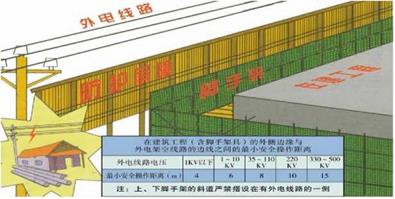 外电线路
防护屏障
脚手架
施工程
在建筑工程（含脚手架具）的外侧边缘与
外电架空线路的边线之间的最小安全操作距离
外电线路电压 1KV以下 1~10KV 35~110KV 220KV 330~500KV
最小安全操作距离（m） 4 6 8 10 15
注：上、下脚手架的斜道严禁搭设在有外电线路的一侧